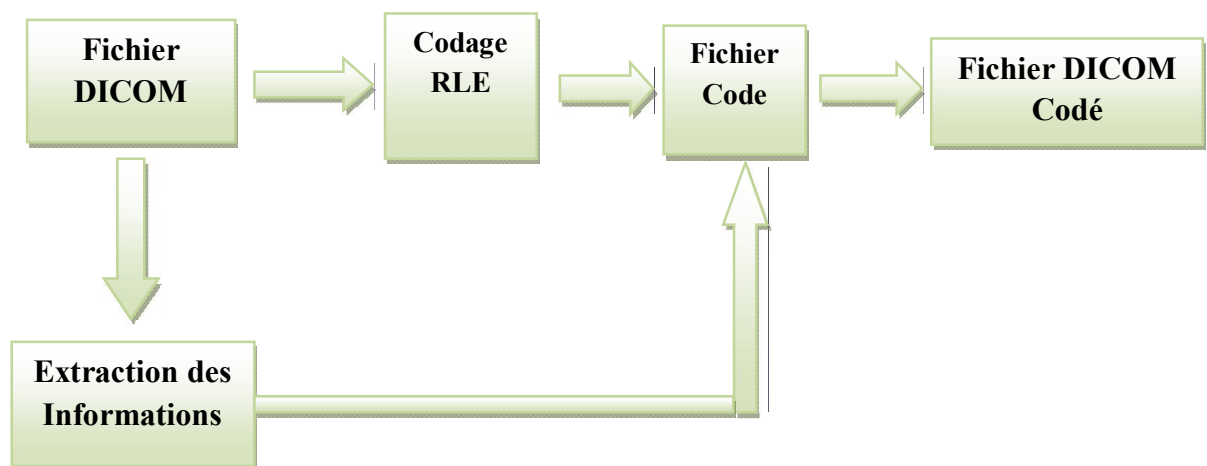 Fichier
DICOM
Codage
RLE
Fichier
Code
Fichier DICOM
Codé
Extraction des
Informations